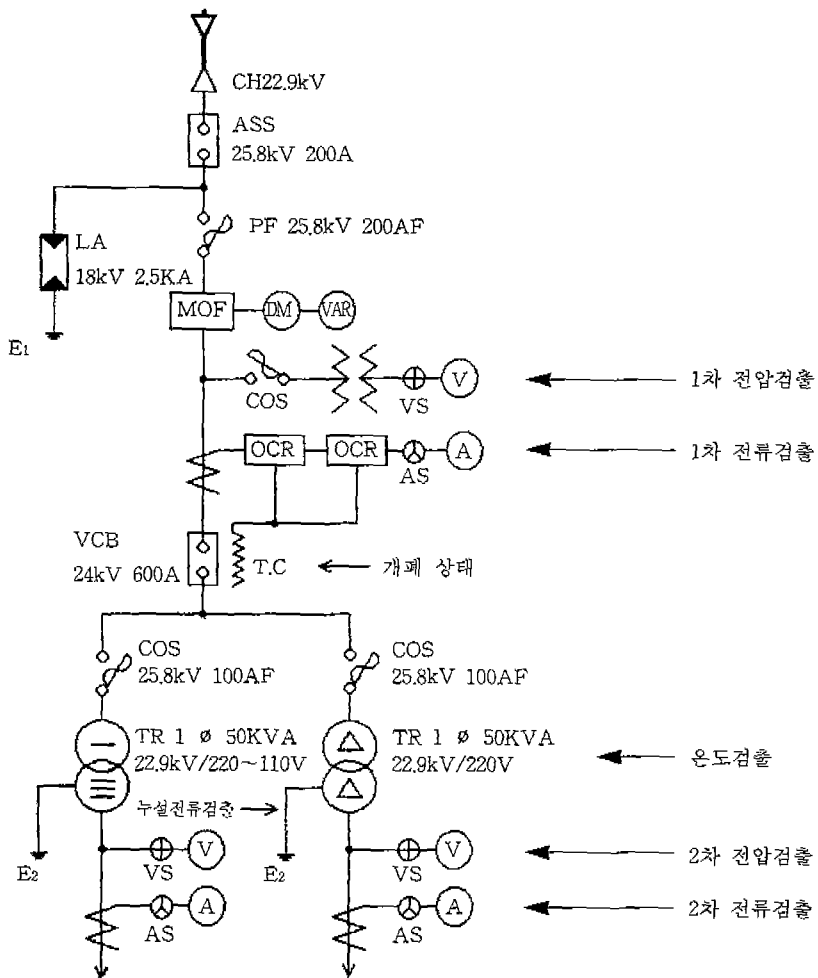 CH22.9kV
ASS
25.8kV 200A
PF 25.8kV 200AF
LA
18kV 2.5KA
E1
MOF
DM
VAR
COS
VS
V
1차 전압검출
OCR
OCR
AS
A
1차 전류검출
VCB
24kV 600A
T.C
개폐 상태
COS
25.8kV 100AF
COS
25.8kV 100AF
TR 1 ø 50KVA
22.9kV/220~110V
TR 1 ø 50KVA
22.9kV/220V
온도검출
누설전류검출
E2
E2
VS
V
VS
V
2차 전압검출
AS
A
AS
A
2차 전류검출